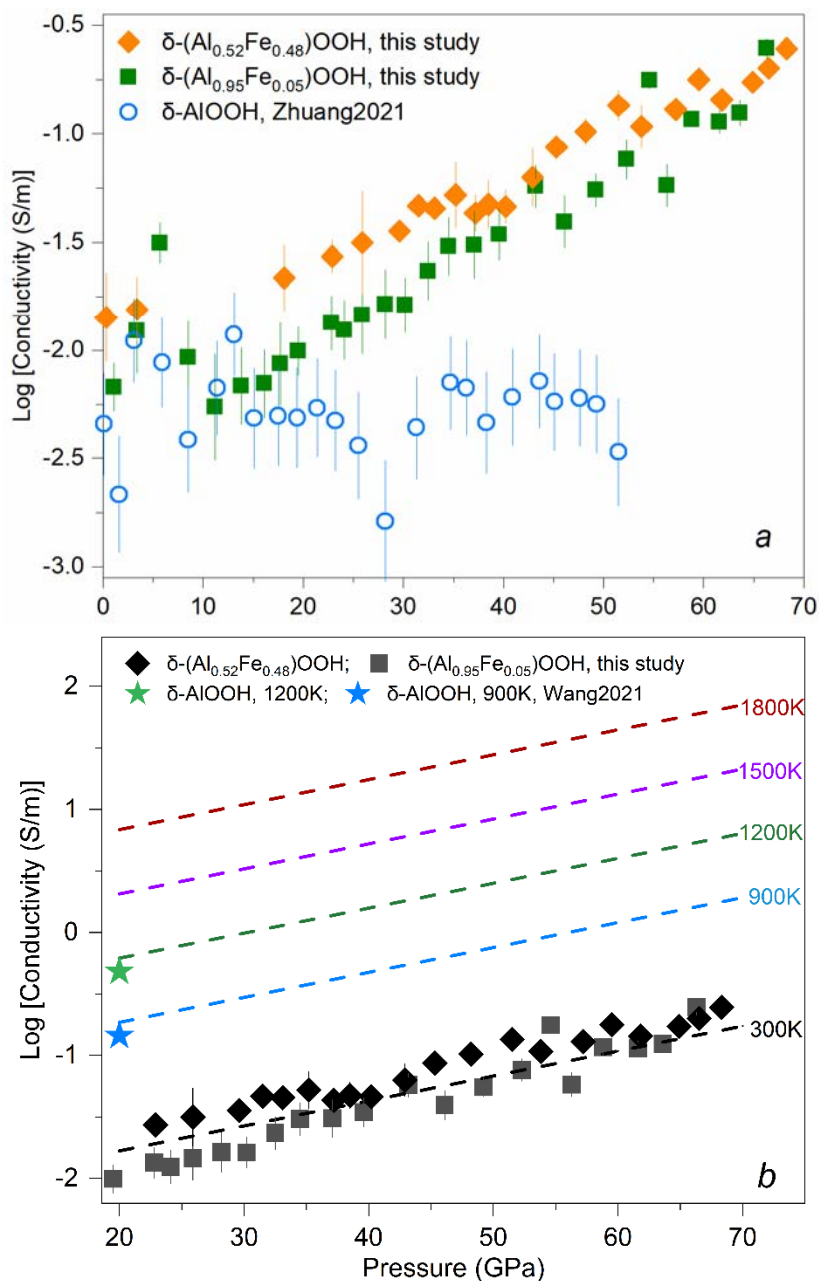 -0.5
-1.0
-1.5
-2.0
-2.5
-3.0
Log [Conductivity (S/m)]
δ-(Al0.52Fe0.48)OOH, this study
δ-(Al0.95Fe0.05)OOH, this study
δ-AlOOH, Zhuang2021
a
0 10 20 30 40 50 60 70
δ-(Al0.52Fe0.48)OOH; δ-(Al0.95Fe0.05)OOH, this study
δ-AlOOH, 1200K; δ-AlOOH, 900K, Wang2021
2
1
0
-1
-2
Log [Conductivity (S/m)]
1800K
1500K
1200K
900K
300K
b
20 30 40 50 60 70
Pressure (GPa)